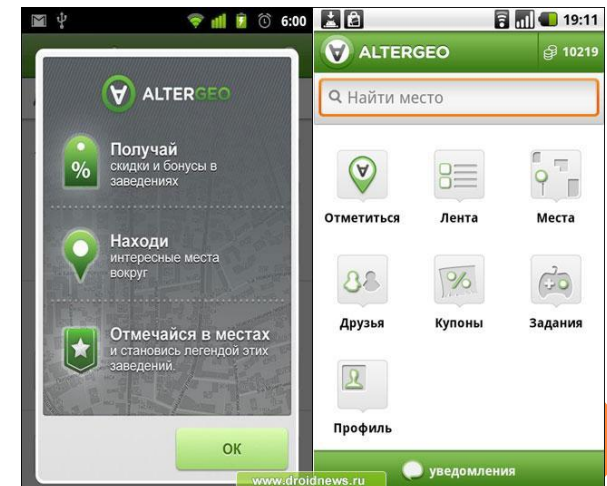 6:00
ALTERGEO
Получай
скидки и бонусы в
заведениях
%
Находи
интересные места
вокруг
Отмечайся в местах
и становись легендой этих
заведений.
ОК
19:11
ALTERGEO
10219
Найти место
Отметиться
Лента
Места
%
Друзья
Купоны
Задания
Профиль
уведомления
www.droidnews.ru